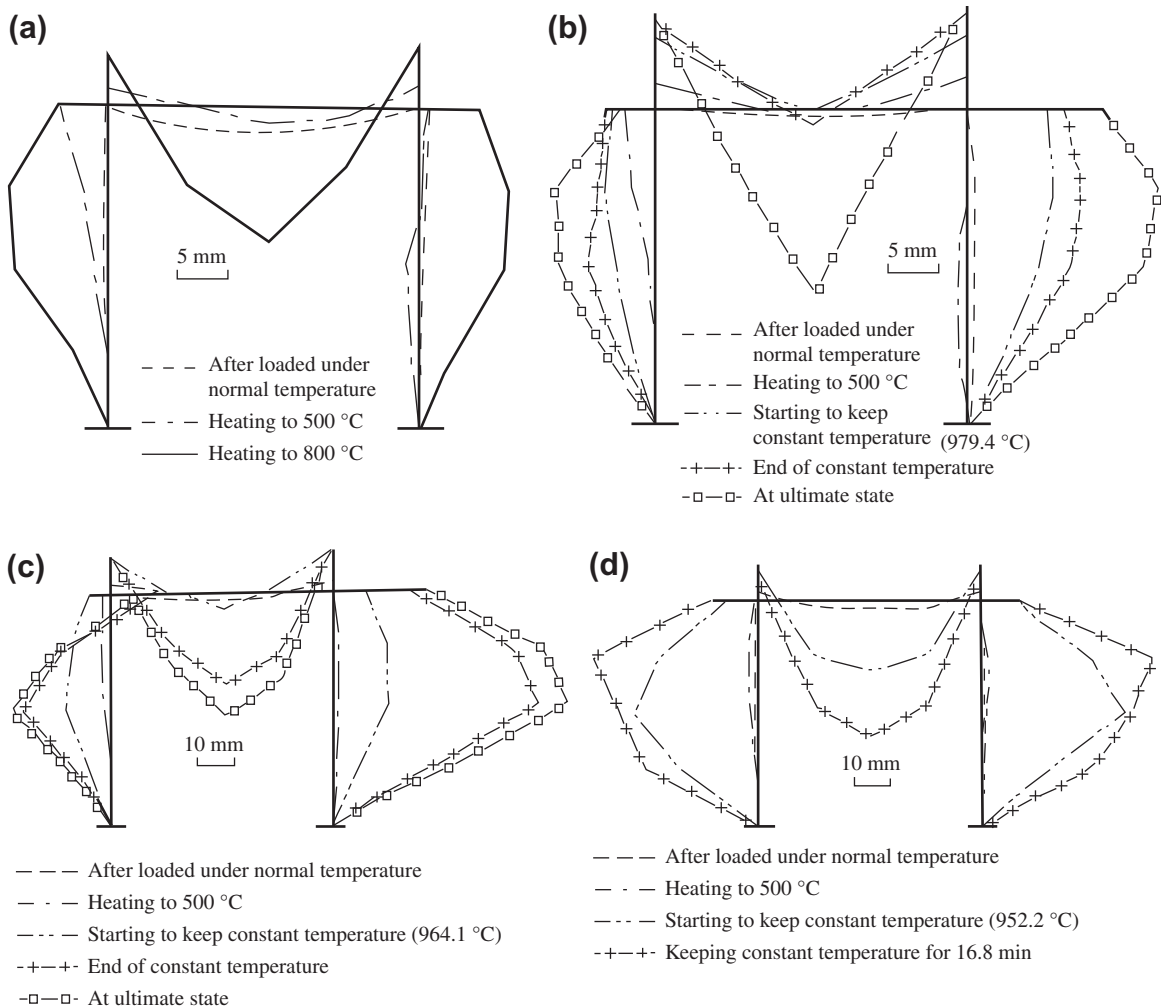 (a)
5 mm
After loaded under
normal temperature
Heating to 500 °C
Heating to 800 °C
(b)
5 mm
After loaded under
normal temperature
Heating to 500 °C
Starting to keep
constant temperature (979.4 °C)
End of constant temperature
At ultimate state
(c)
10 mm
After loaded under normal temperature
Heating to 500 °C
Starting to keep constant temperature (964.1 °C)
End of constant temperature
At ultimate state
(d)
10 mm
After loaded under normal temperature
Heating to 500 °C
Starting to keep constant temperature (952.2 °C)
Keeping constant temperature for 16.8 min